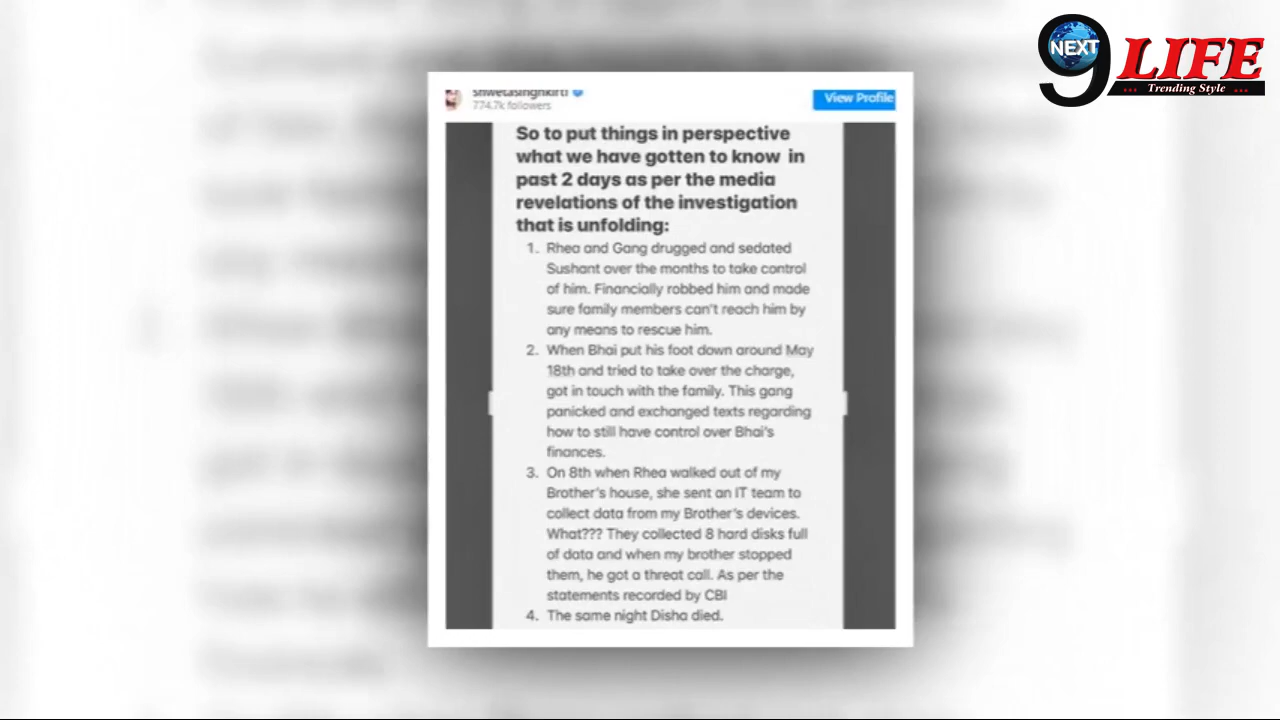 NEXT
9 LIFE
... Trending Style ...
shwetasinghkirti
774.7k followers
View Profile
So to put things in perspective
what we have gotten to know in
past 2 days as per the media
revelations of the investigation
that is unfolding:
1. Rhea and Gang drugged and sedated
Sushant over the months to take control
of him. Financially robbed him and made
sure family members can't reach him by
any means to rescue him.
2. When Bhai put his foot down around May
18th and tried to take over the charge,
got in touch with the family. This gang
panicked and exchanged texts regarding
how to still have control over Bhai's
finances.
3. On 8th when Rhea walked out of my
Brother's house, she sent an IT team to
collect data from my Brother's devices.
What??? They collected 8 hard disks full
of data and when my brother stopped
them, he got a threat call. As per the
statements recorded by CBI
4. The same night Disha died.